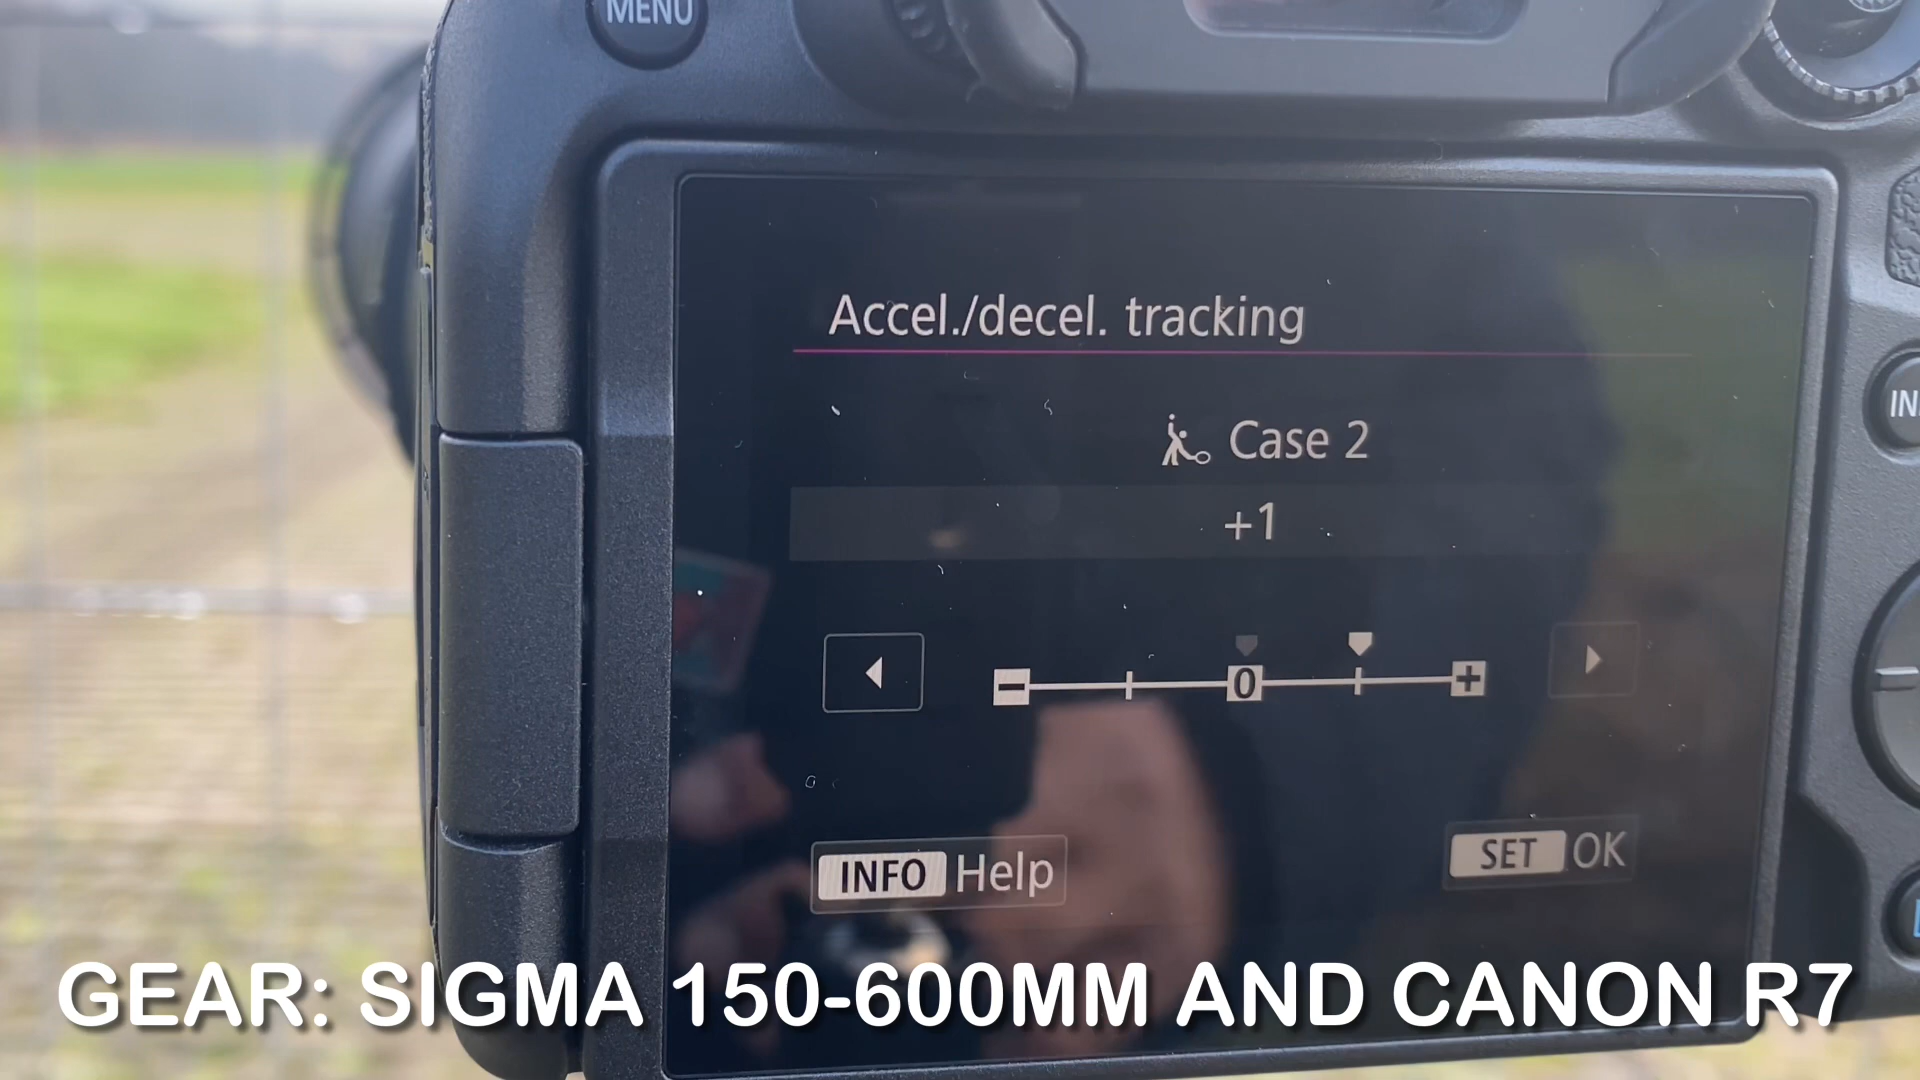 MENU
Accel./decel. tracking
Case 2
+1
− 0 +
INFO Help
SET OK
GEAR: SIGMA 150-600MM AND CANON R7